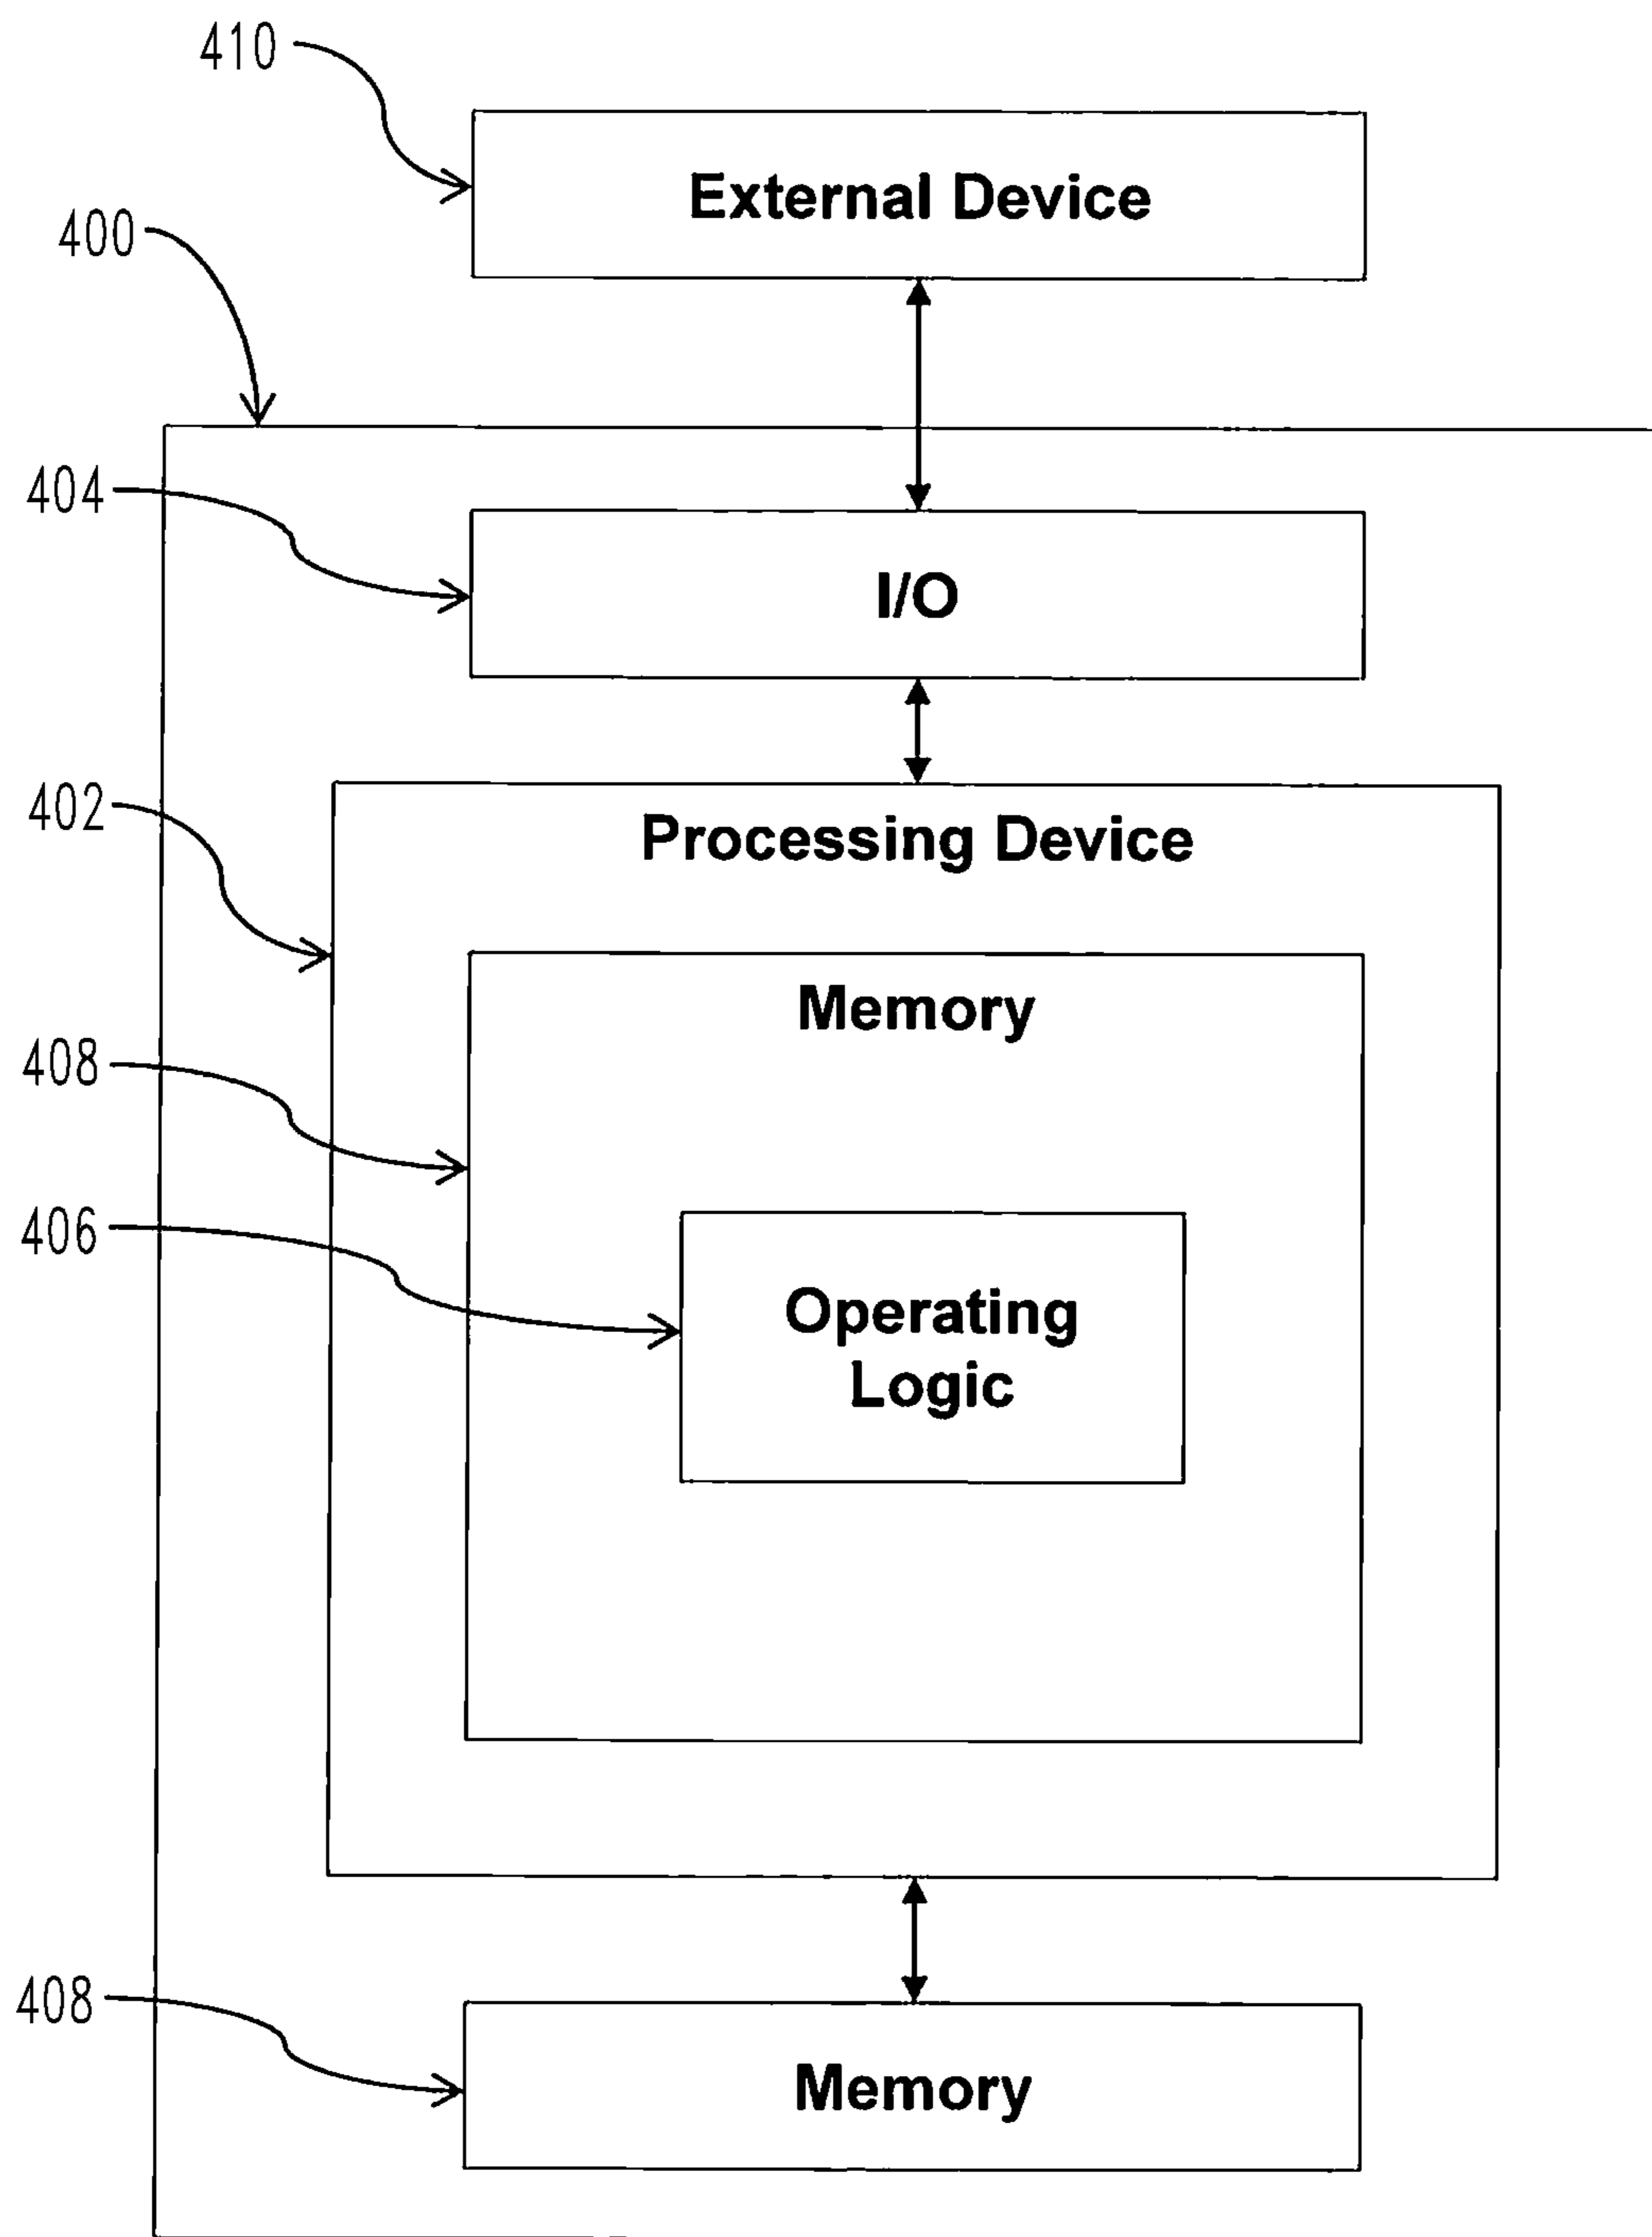 410
External Device
400
404
I/O
402
Processing Device
Memory
408
406
Operating
Logic
408
Memory